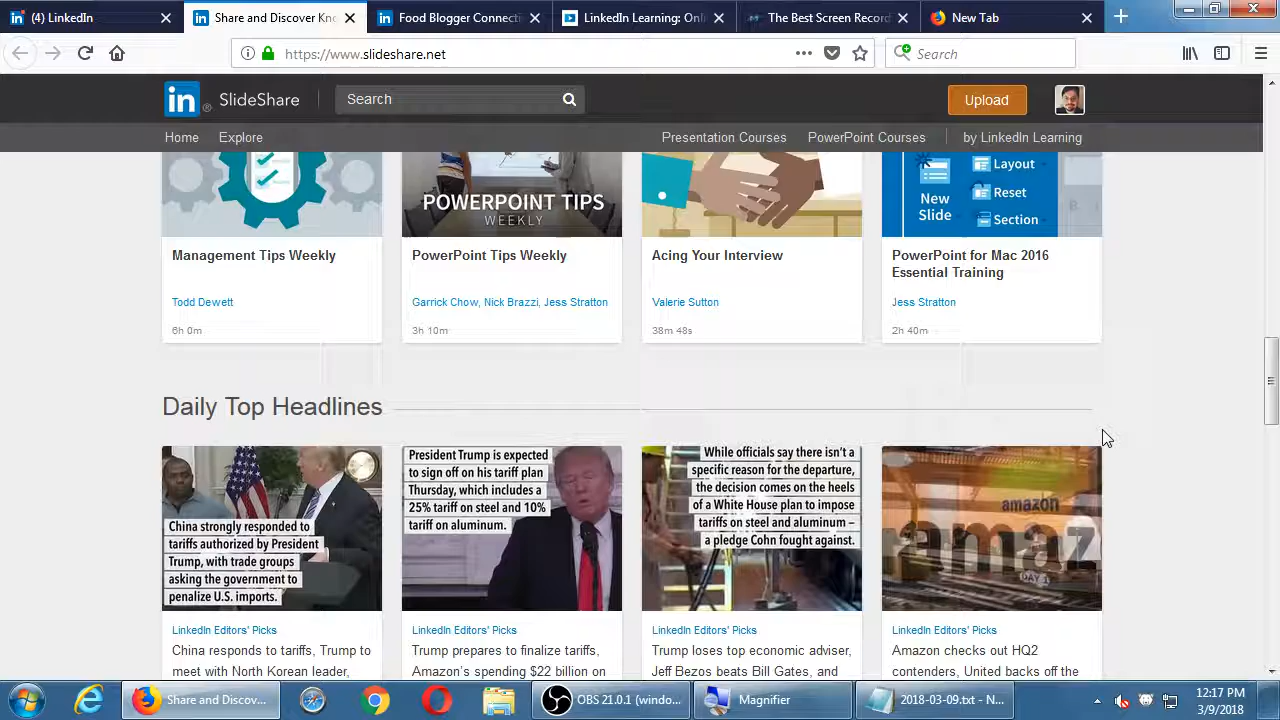 (4) LinkedIn
Share and Discover Kno
Food Blogger Connecti
LinkedIn Learning: Onli
The Best Screen Record
New Tab
https://www.slideshare.net
Search
in SlideShare
Search
Upload
Home Explore
Presentation Courses PowerPoint Courses by LinkedIn Learning
POWERPOINT TIPS
WEEKLY
New
Slide
Layout
Reset
Section
Management Tips Weekly
Todd Dewett
6h 0m
PowerPoint Tips Weekly
Garrick Chow, Nick Brazzi, Jess Stratton
3h 10m
Acing Your Interview
Valerie Sutton
38m 48s
PowerPoint for Mac 2016
Essential Training
Jess Stratton
2h 40m
Daily Top Headlines
China strongly responded to
tariffs authorized by President
Trump, with trade groups
asking the government to
penalize U.S. imports.
LinkedIn Editors' Picks
China responds to tariffs, Trump to
meet with North Korean leader,
President Trump is expected
to sign off on his tariff plan
Thursday, which includes a
25% tariff on steel and 10%
tariff on aluminum.
LinkedIn Editors' Picks
Trump prepares to finalize tariffs,
Amazon's spending $22 billion on
While officials say there isn't a
specific reason for the departure,
the decision comes on the heels
of a White House plan to impose
tariffs on steel and aluminum –
a pledge Cohn fought against.
LinkedIn Editors' Picks
Trump loses top economic adviser,
Jeff Bezos beats Bill Gates, and
amazon
amaz
DAY 1
LinkedIn Editors' Picks
Amazon checks out HQ2
contenders, United backs off the
Share and Discov...
OBS 21.0.1 (windo...
Magnifier
2018-03-09.txt - N...
12:17 PM
3/9/2018